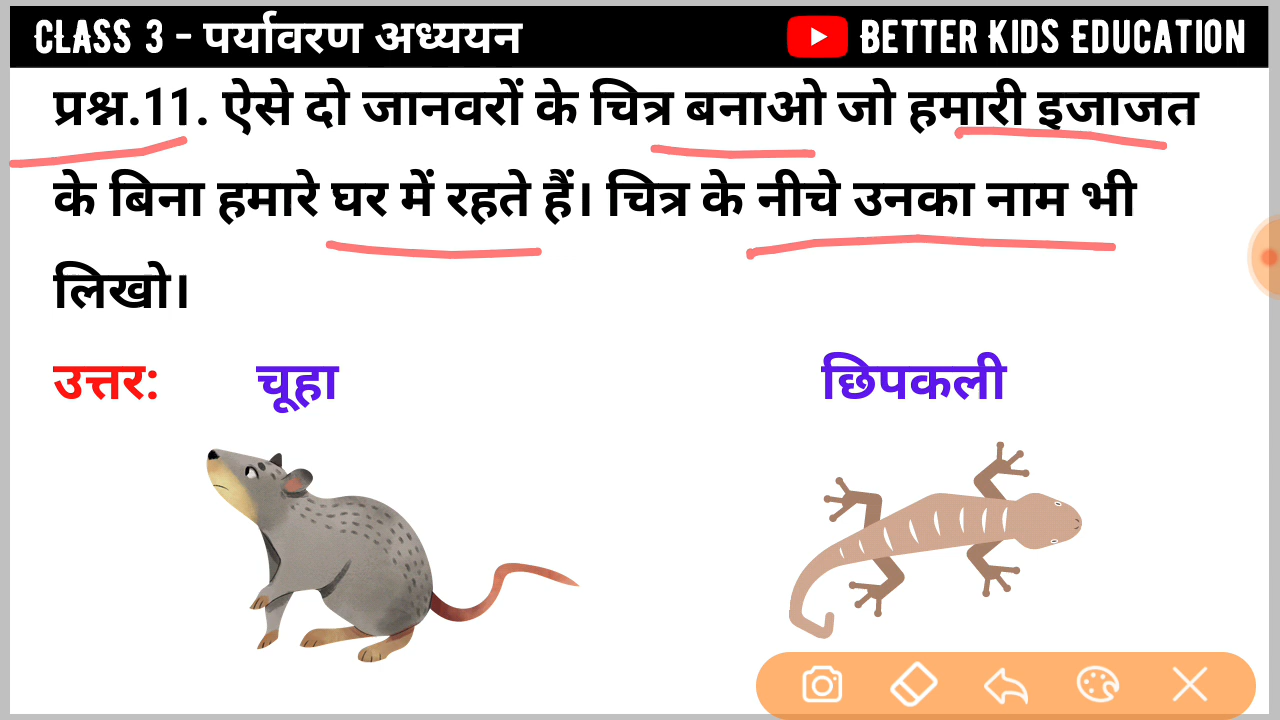 CLASS 3 - पर्यावरण अध्ययन BETTER KIDS EDUCATION
प्रश्न.11. ऐसे दो जानवरों के चित्र बनाओ जो हमारी इजाजत
के बिना हमारे घर में रहते हैं। चित्र के नीचे उनका नाम भी
लिखो।
उत्तर: चूहा छिपकली